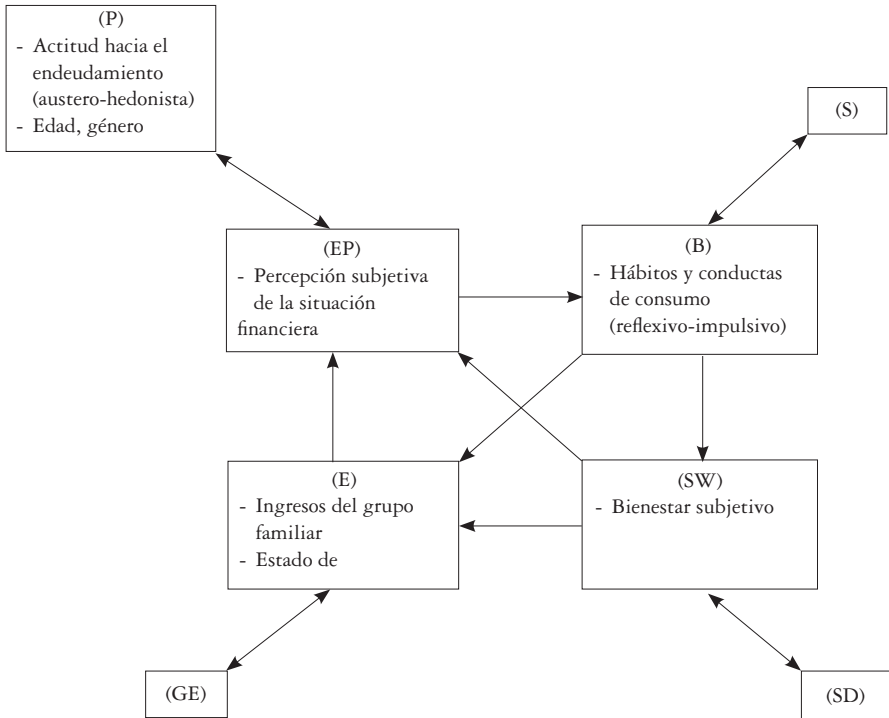 (P)
- Actitud hacia el
endeudamiento
(austero-hedonista)
- Edad, género
(S)
(EP)
- Percepción subjetiva
de la situación
financiera
(B)
- Hábitos y conductas
de consumo
(reflexivo-impulsivo)
(E)
- Ingresos del grupo
familiar
- Estado de
(SW)
- Bienestar subjetivo
(GE)
(SD)